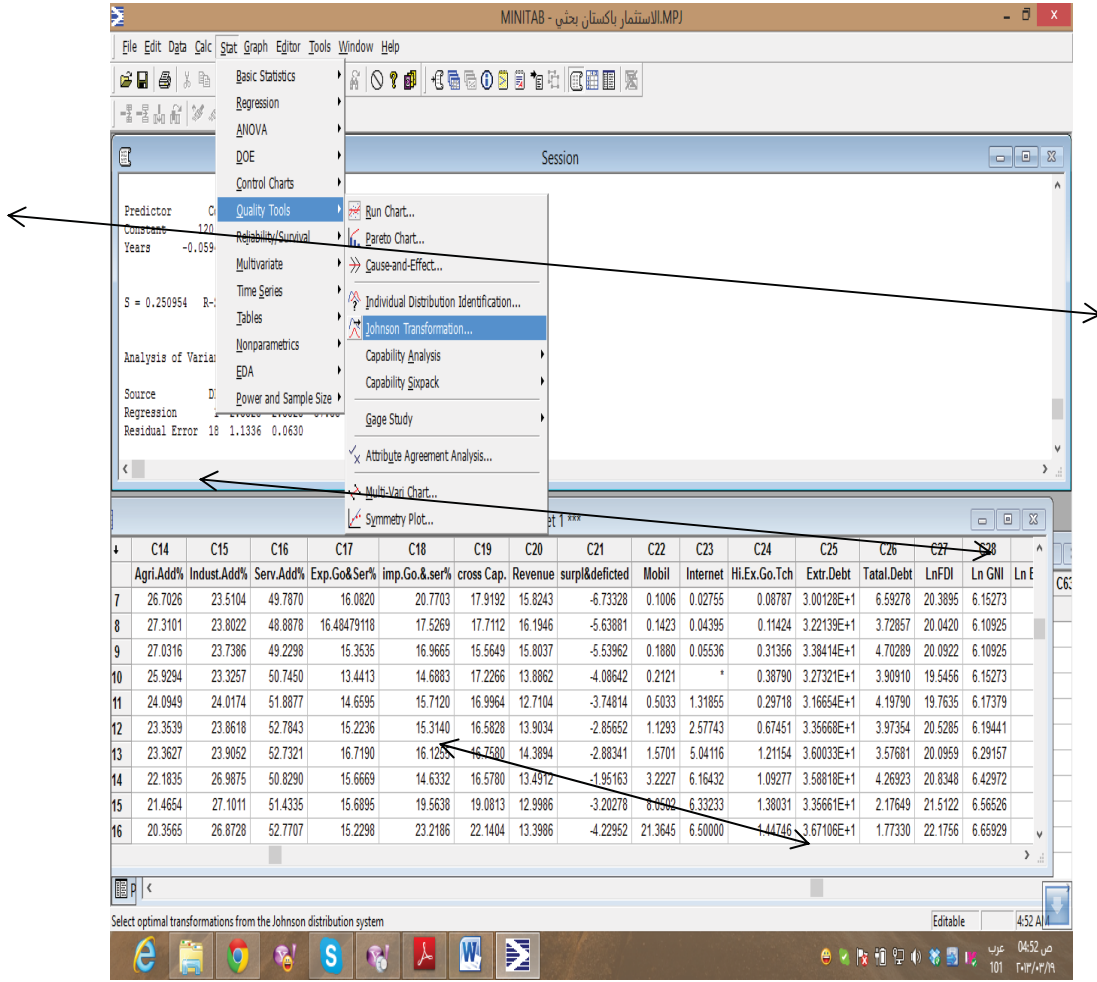 MINITAB - الاستثمار باكستان بحثي.MPJ
File Edit Data Calc Stat Graph Editor Tools Window Help
Basic Statistics
Regression
ANOVA
DOE
Control Charts
Quality Tools
Reliability/Survival
Multivariate
Time Series
Tables
Nonparametrics
EDA
Power and Sample Size
Run Chart...
Pareto Chart...
Cause-and-Effect...
Individual Distribution Identification...
Johnson Transformation...
Capability Analysis
Capability Sixpack
Gage Study
Attribute Agreement Analysis...
Multi-Vari Chart...
Symmetry Plot...
Session
Predictor
Constant 120
Years -0.059
S = 0.250954
Analysis of
Source
Regression
Residual Error 18 1.1336 0.0630
et 1 ***
C14 C15 C16 C17 C18 C19 C20 C21 C22 C23 C24 C25 C26 C27 C28
Agri.Add% Indust.Add% Serv.Add% Exp.Go&Ser% imp.Go.&.ser% cross Cap. Revenue surpl&deficted Mobil Internet Hi.Ex.Go.Tch Extr.Debt Tatal.Debt LnFDI Ln GNI Ln E C63
7 26.7026 23.5104 49.7870 16.0820 20.7703 17.9192 15.8243 -6.73328 0.1006 0.02755 0.08787 3.00128E+1 6.59278 20.3895 6.15273
8 27.3101 23.8022 48.8878 16.48479118 17.5269 17.7112 16.1946 -5.63881 0.1423 0.04395 0.11424 3.22139E+1 3.72857 20.0420 6.10925
9 27.0316 23.7386 49.2298 15.3535 16.9665 15.5649 15.8037 -5.53962 0.1880 0.05536 0.31356 3.38414E+1 4.70289 20.0922 6.10925
10 25.9294 23.3257 50.7450 13.4413 14.6883 17.2266 13.8862 -4.08642 0.2121 * 0.38790 3.27321E+1 3.90910 19.5456 6.15273
11 24.0949 24.0174 51.8877 14.6595 15.7120 16.9964 12.7104 -3.74814 0.5033 1.31855 0.29718 3.16654E+1 4.19790 19.7635 6.17379
12 23.3539 23.8618 52.7843 15.2236 15.3140 16.5828 13.9034 -2.85652 1.1293 2.57743 0.67451 3.35668E+1 3.97354 20.5285 6.19441
13 23.3627 23.9052 52.7321 16.7190 16.1255 16.7580 14.3894 -2.88341 1.5701 5.04116 1.21154 3.60033E+1 3.57681 20.0959 6.29157
14 22.1835 26.9875 50.8290 15.6669 14.6332 16.5780 13.4912 -1.95163 3.2227 6.16432 1.09277 3.58818E+1 4.26923 20.8348 6.42972
15 21.4654 27.1011 51.4335 15.6895 19.5638 19.0813 12.9986 -3.20278 8.0502 6.33233 1.38031 3.35661E+1 2.17649 21.5122 6.56526
16 20.3565 26.8728 52.7707 15.2298 23.2186 22.1404 13.3986 -4.22952 21.3645 6.50000 1.44746 3.67106E+1 1.77330 22.1756 6.65929
P
Select optimal transformations from the Johnson distribution system Editable 4:52 AM
عرب 04:52 ص
101 ٢٠١٣/٠٣/١٩